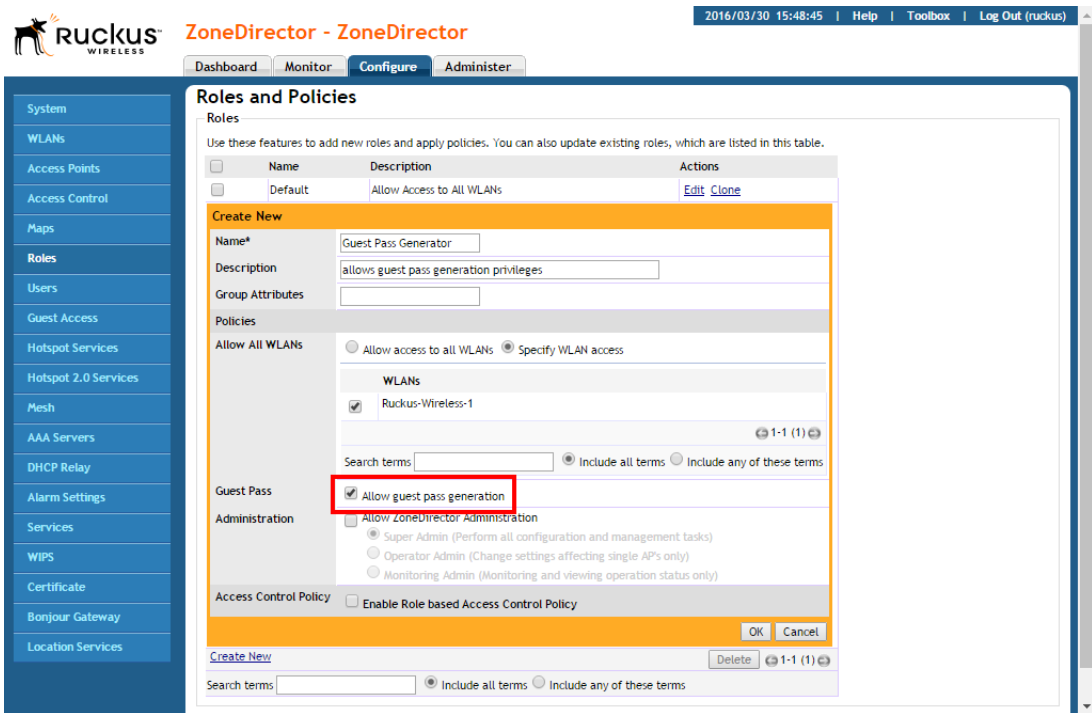 2016/03/30 15:48:45 | Help | Toolbox | Log Out (ruckus)
RUCKUS
WIRELESS
ZoneDirector - ZoneDirector
Dashboard Monitor Configure Administer
System
WLANs
Access Points
Access Control
Maps
Roles
Users
Guest Access
Hotspot Services
Hotspot 2.0 Services
Mesh
AAA Servers
DHCP Relay
Alarm Settings
Services
WIPS
Certificate
Bonjour Gateway
Location Services
Roles and Policies
Roles
Use these features to add new roles and apply policies. You can also update existing roles, which are listed in this table.
Name Description Actions
Default Allow Access to All WLANs Edit Clone
Create New
Name* Guest Pass Generator
Description allows guest pass generation privileges
Group Attributes
Policies
Allow All WLANs Allow access to all WLANs Specify WLAN access
WLANs
Ruckus-Wireless-1
1-1 (1)
Search terms Include all terms Include any of these terms
Guest Pass Allow guest pass generation
Administration Allow ZoneDirector Administration
Super Admin (Perform all configuration and management tasks)
Operator Admin (Change settings affecting single AP's only)
Monitoring Admin (Monitoring and viewing operation status only)
Access Control Policy Enable Role based Access Control Policy
OK Cancel
Create New Delete 1-1 (1)
Search terms Include all terms Include any of these terms